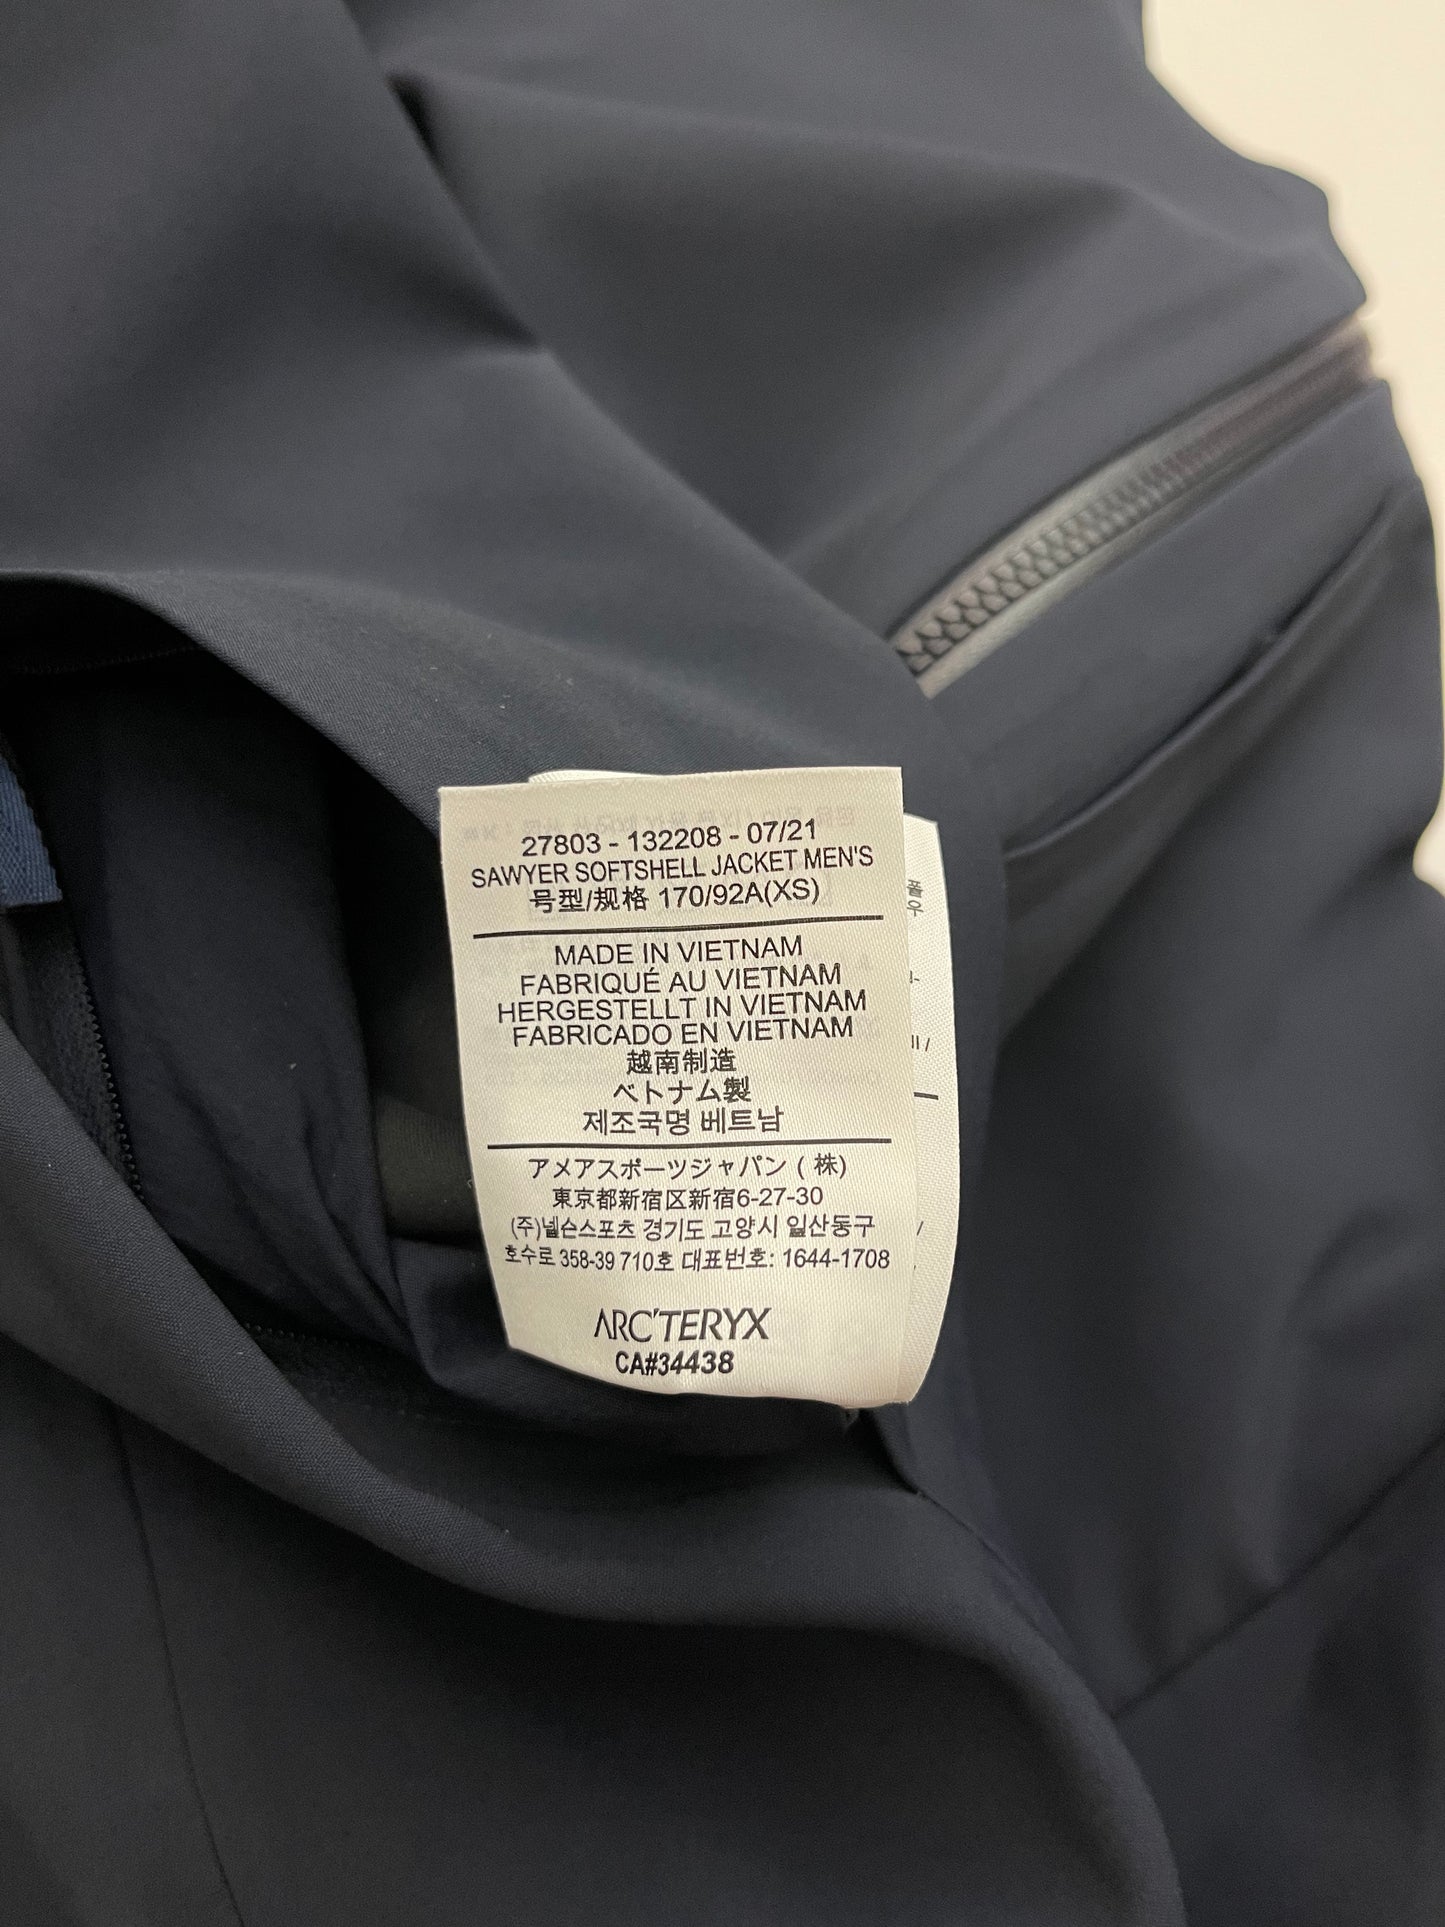 27803 - 132208 - 07/21
SAWYER SOFTSHELL JACKET MEN'S
号型/规格 170/92A(XS)
MADE IN VIETNAM
FABRIQUÉ AU VIETNAM
HERGESTELLT IN VIETNAM
FABRICADO EN VIETNAM
越南制造
ベトナム製
제조국명 베트남
アメアスポーツジャパン ( 株)
東京都新宿区新宿6-27-30
(주)넬슨스포츠 경기도 고양시 일산동구
호수로 358-39 710호 대표번호: 1644-1708
ARC'TERYX
CA#34438